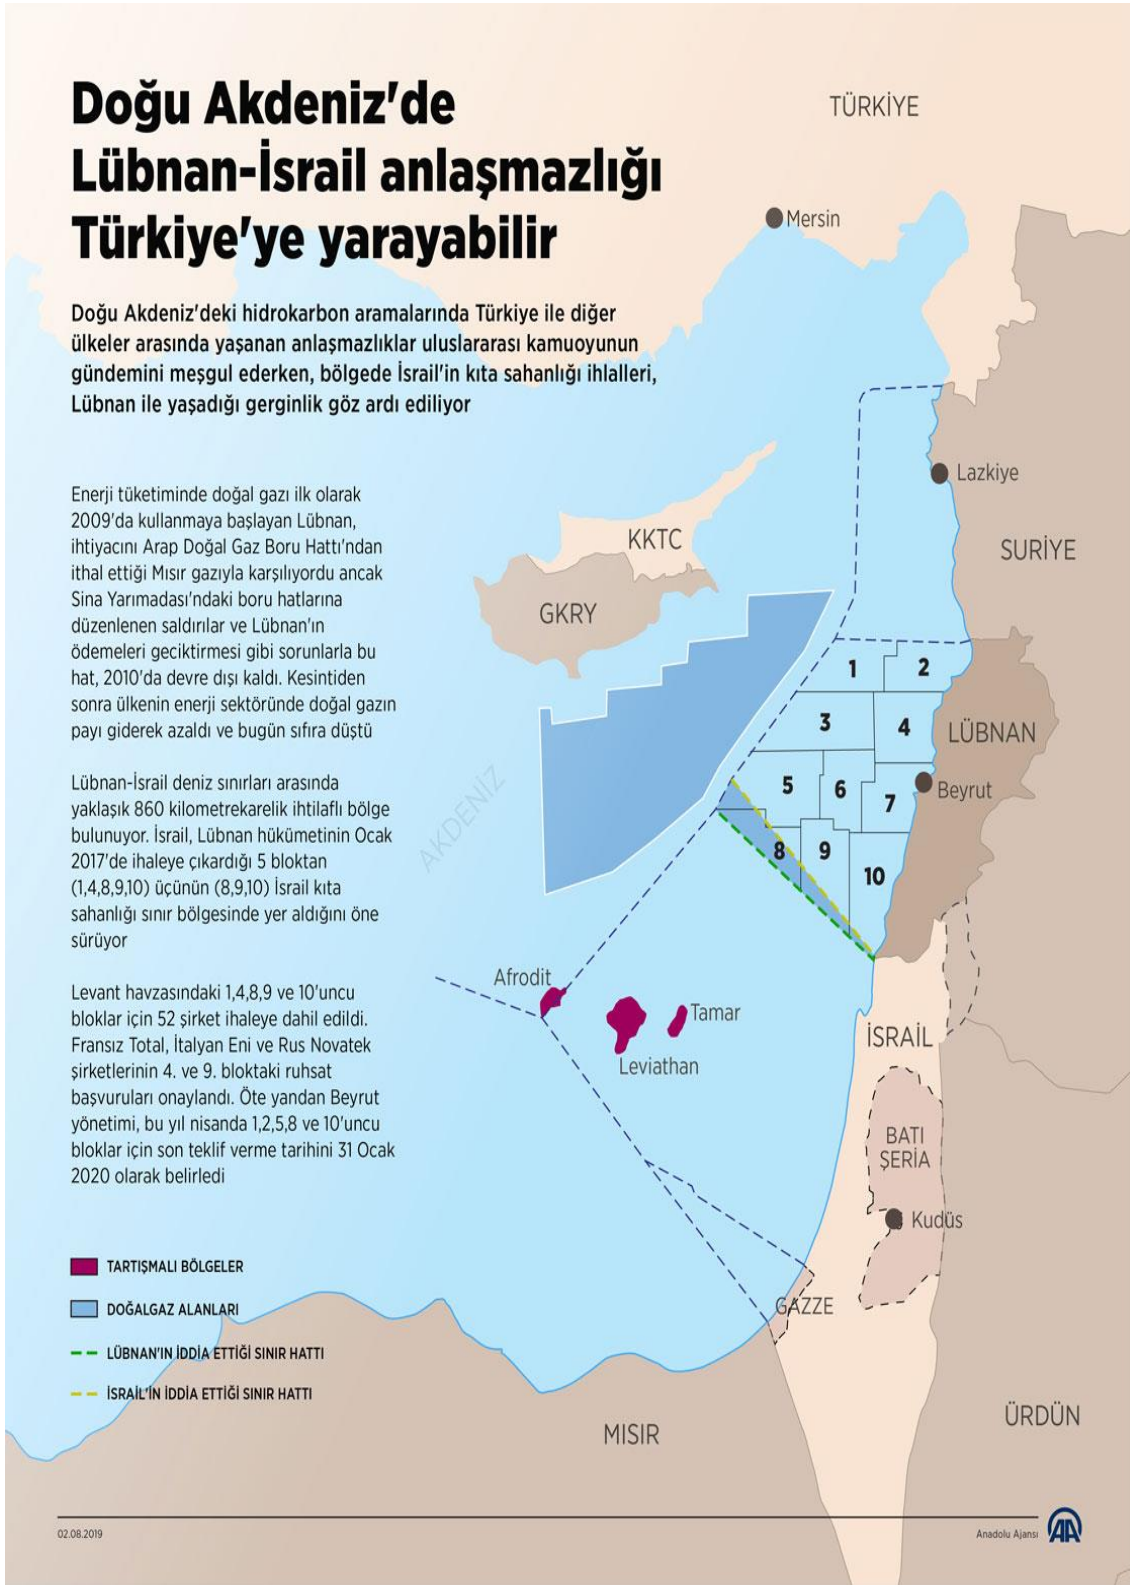 Doğu Akdeniz'de
Lübnan-İsrail anlaşmazlığı
Türkiye'ye yarayabilir
Doğu Akdeniz'deki hidrokarbon aramalarında Türkiye ile diğer
ülkeler arasında yaşanan anlaşmazlıklar uluslararası kamuoyunun
gündemini meşgul ederken, bölgede İsrail'in kıta sahanlığı ihlalleri,
Lübnan ile yaşadığı gerginlik göz ardı ediliyor
Enerji tüketiminde doğal gazı ilk olarak
2009'da kullanmaya başlayan Lübnan,
ihtiyacını Arap Doğal Gaz Boru Hattı'ndan
ithal ettiği Mısır gazıyla karşılıyordu ancak
Sina Yarımadası'ndaki boru hatlarına
düzenlenen saldırılar ve Lübnan'ın
ödemeleri geciktirmesi gibi sorunlarla bu
hat, 2010'da devre dışı kaldı. Kesintiden
sonra ülkenin enerji sektöründe doğal gazın
payı giderek azaldı ve bugün sıfıra düştü
Lübnan-İsrail deniz sınırları arasında
yaklaşık 860 kilometrekarelik ihtilaflı bölge
bulunuyor. İsrail, Lübnan hükümetinin Ocak
2017'de ihaleye çıkardığı 5 bloktan
(1,4,8,9,10) üçünün (8,9,10) İsrail kıta
sahanlığı sınır bölgesinde yer aldığını öne
sürüyor
Levant havzasındaki 1,4,8,9 ve 10'uncu
bloklar için 52 şirket ihaleye dahil edildi.
Fransız Total, İtalyan Eni ve Rus Novatek
şirketlerinin 4. ve 9. bloktaki ruhsat
başvuruları onaylandı. Öte yandan Beyrut
yönetimi, bu yıl nisanda 1,2,5,8 ve 10'uncu
bloklar için son teklif verme tarihini 31 Ocak
2020 olarak belirledi
TARTIŞMALI BÖLGELER
DOĞALGAZ ALANLARI
LÜBNAN'IN İDDİA ETTİĞİ SINIR HATTI
İSRAİL'İN İDDİA ETTİĞİ SINIR HATTI
TÜRKİYE
Mersin
Lazkiye
SURİYE
KKTC
GKRY
1
2
3
4
LÜBNAN
5
6
7
Beyrut
8
9
10
AKDENİZ
Afrodit
Tamar
Leviathan
İSRAİL
BATI
ŞERİA
Kudüs
GAZZE
MISIR
ÜRDÜN
02.08.2019
Anadolu Ajansı
AA